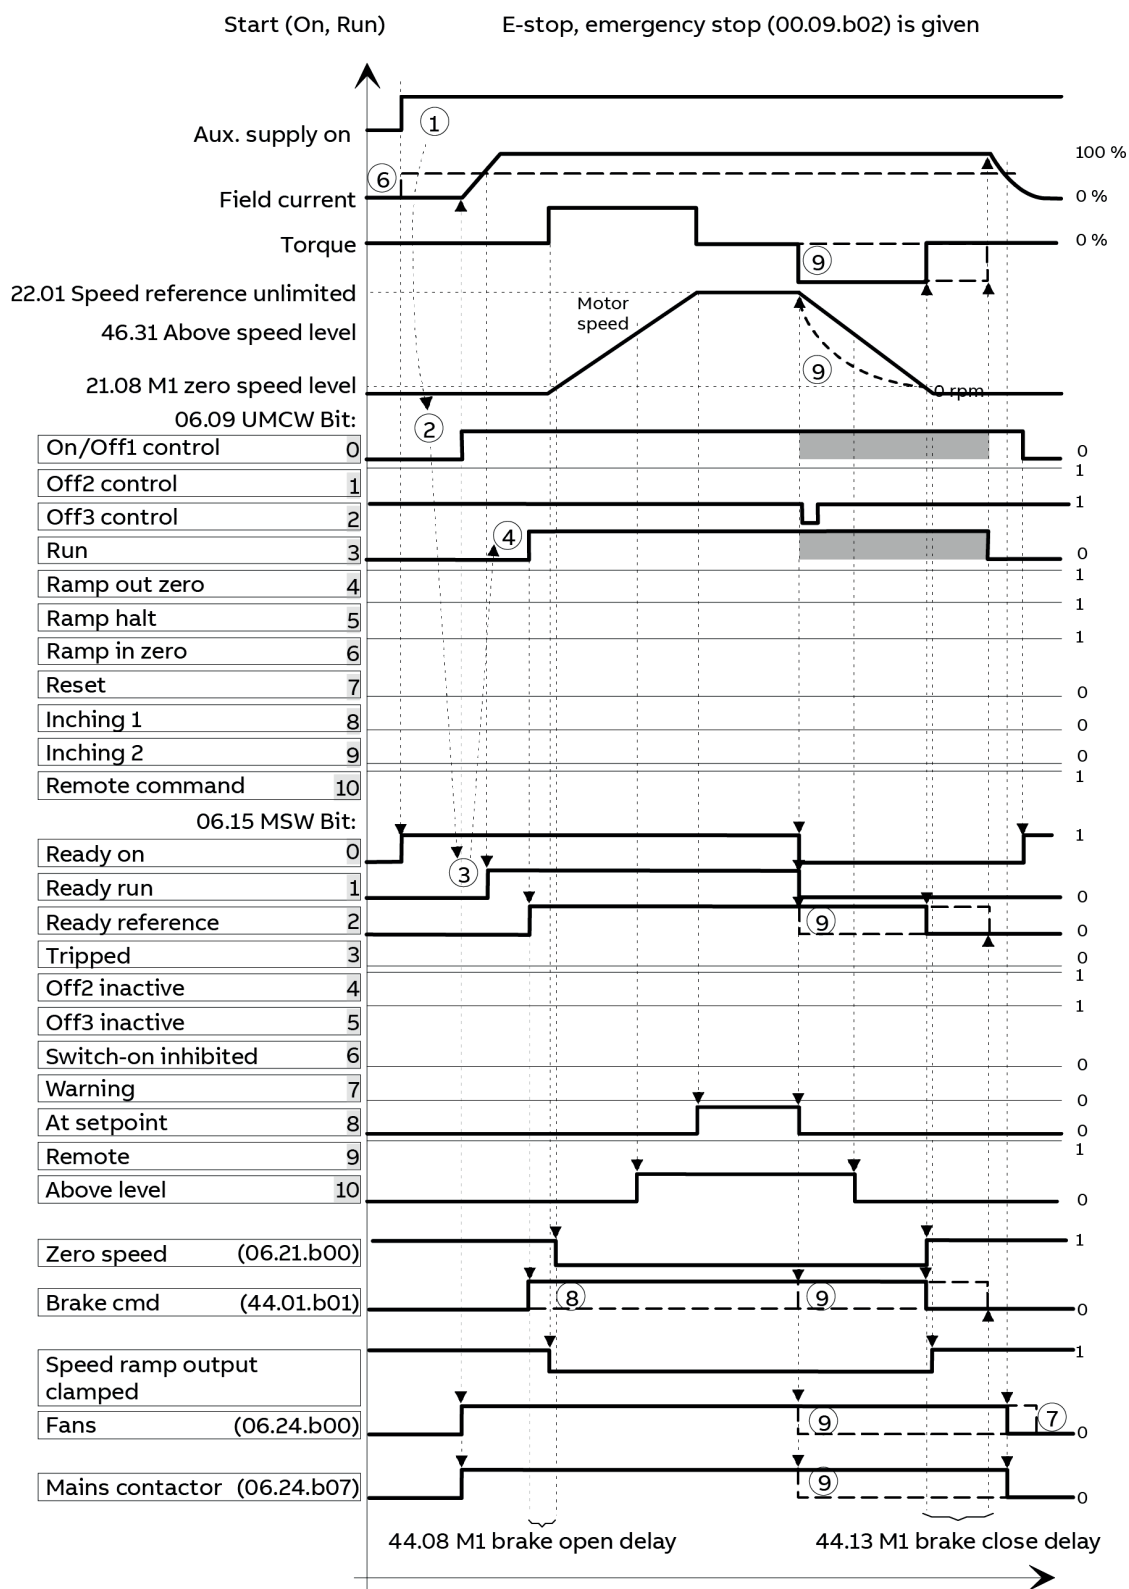 Start (On, Run)
E-stop, emergency stop (00.09.b02) is given
Aux. supply on
1
100 %
6
Field current
0 %
Torque
0 %
9
22.01 Speed reference unlimited
Motor
speed
46.31 Above speed level
9
21.08 M1 zero speed level
0 rpm
06.09 UMCW Bit:
2
On/Off1 control 0
0
1
Off2 control 1
1
Off3 control 2
4
Run 3
0
1
Ramp out zero 4
1
Ramp halt 5
1
Ramp in zero 6
Reset 7
0
Inching 1 8
0
Inching 2 9
0
1
Remote command 10
06.15 MSW Bit:
1
Ready on 0
3
Ready run 1
0
Ready reference 2
9
0
Tripped 3
0
1
Off2 inactive 4
1
Off3 inactive 5
Switch-on inhibited 6
0
Warning 7
0
At setpoint 8
0
1
Remote 9
Above level 10
0
Zero speed (06.21.b00)
1
Brake cmd (44.01.b01)
8
9
0
Speed ramp output
clamped
1
Fans (06.24.b00)
9
7
0
Mains contactor (06.24.b07)
9
0
44.08 M1 brake open delay
44.13 M1 brake close delay